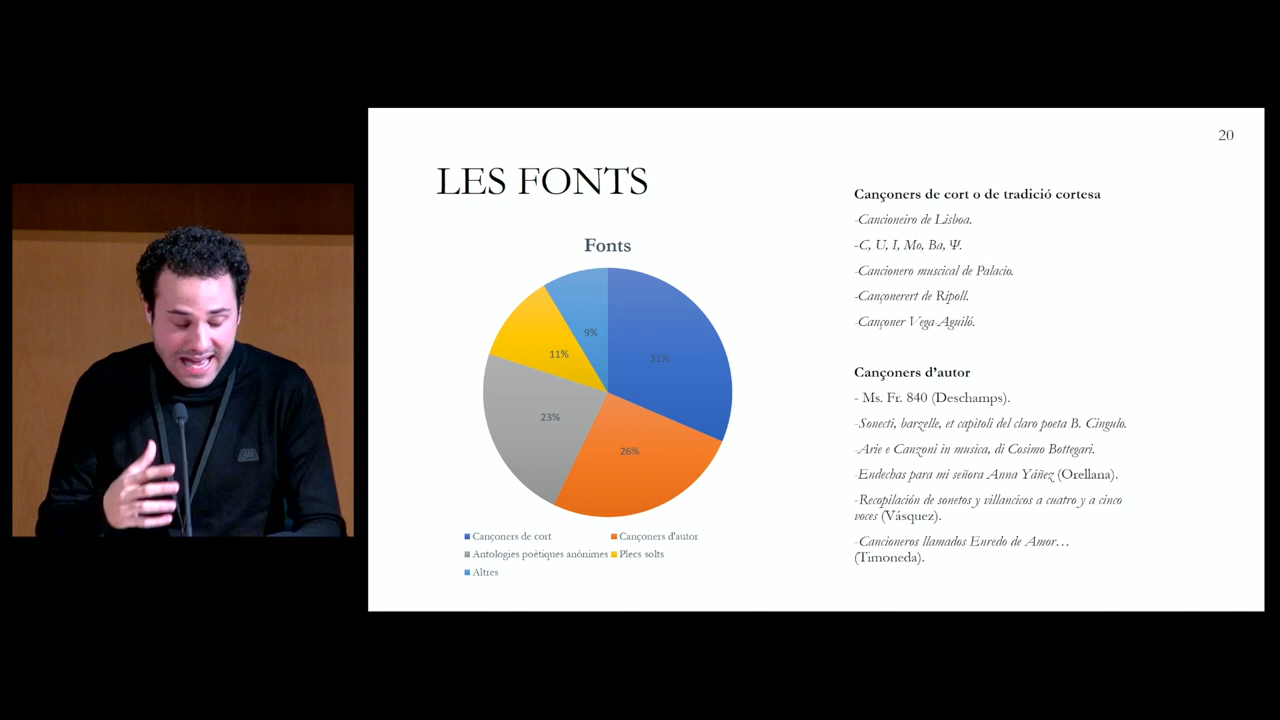 20
LES FONTS
Fonts
9%
31%
11%
23%
26%
Cançoners de cort
Cançoners d'autor
Antologies poètiques anònimes
Plecs solts
Altres
Cançoners de cort o de tradició cortesa
-Cancioneiro de Lisboa.
-C, U, I, Mo, Ba, Ψ.
-Cancionero muscical de Palacio.
-Cançonerert de Ripoll.
-Cançoner Vega Aguiló.
Cançoners d’autor
- Ms. Fr. 840 (Deschamps).
-Sonecti, barzelle, et capitoli del claro poeta B. Cingulo.
-Arie e Canzoni in musica, di Cosimo Bottegari.
-Endechas para mi señora Anna Yáñez (Orellana).
-Recopilación de sonetos y villancicos a cuatro y a cinco
voces (Vásquez).
-Cancioneros llamados Enredo de Amor…
(Timoneda).